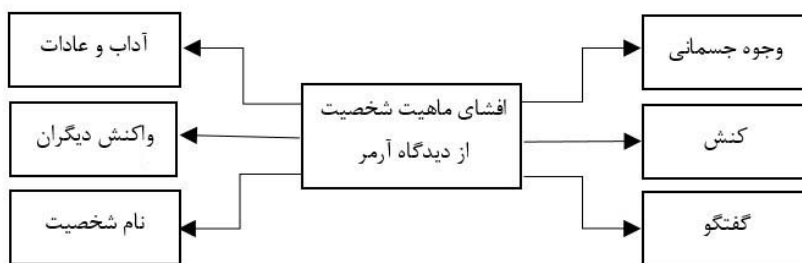 وجوه جسمانی
کنش
گفتگو
افشای ماهیت شخصیت
از دیدگاه آرمر
آداب و عادات
واکنش دیگران
نام شخصیت